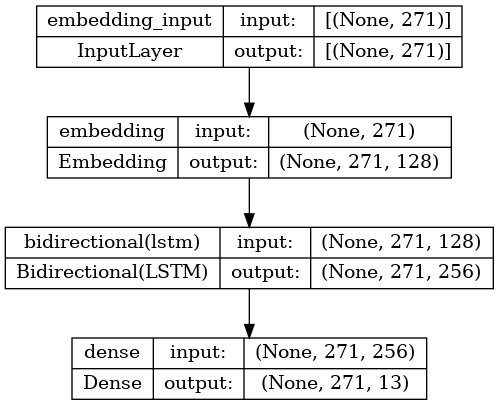 embedding_input input: [(None, 271)]
InputLayer output: [(None, 271)]
embedding input: (None, 271)
Embedding output: (None, 271, 128)
bidirectional(lstm) input: (None, 271, 128)
Bidirectional(LSTM) output: (None, 271, 256)
dense input: (None, 271, 256)
Dense output: (None, 271, 13)